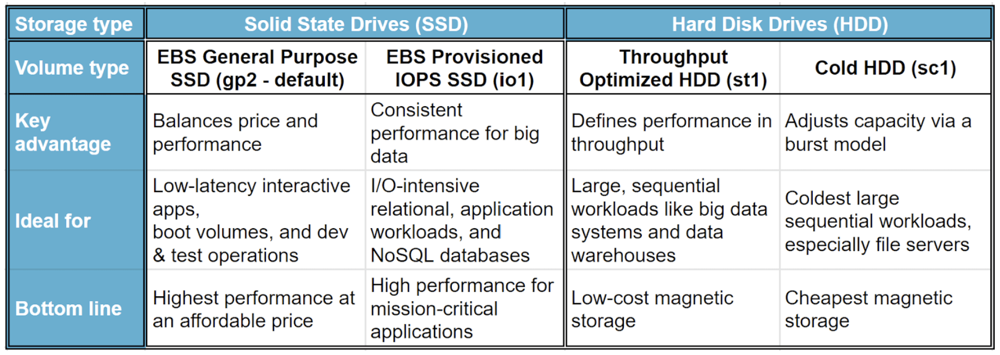 Storage type
Solid State Drives (SSD)
Hard Disk Drives (HDD)
Volume type
EBS General Purpose
SSD (gp2 - default)
EBS Provisioned
IOPS SSD (io1)
Throughput
Optimized HDD (st1)
Cold HDD (sc1)
Key
advantage
Balances price and
performance
Consistent
performance for big
data
Defines performance in
throughput
Adjusts capacity via a
burst model
Ideal for
Low-latency interactive
apps,
boot volumes, and dev
& test operations
I/O-intensive
relational, application
workloads, and
NoSQL databases
Large, sequential
workloads like big data
systems and data
warehouses
Coldest large
sequential workloads,
especially file servers
Bottom line
Highest performance at
an affordable price
High performance for
mission-critical
applications
Low-cost magnetic
storage
Cheapest magnetic
storage